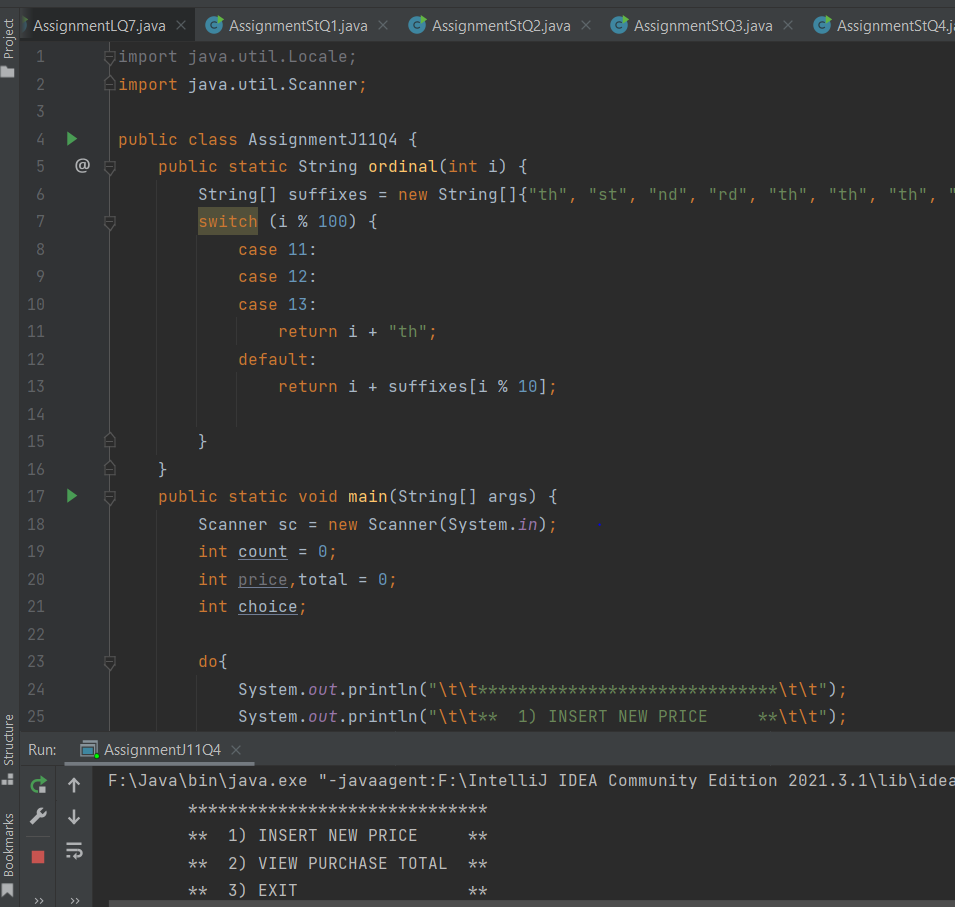 AssignmentLQ7.java AssignmentStQ1.java AssignmentStQ2.java AssignmentStQ3.java AssignmentStQ4.ja
Project
1 import java.util.Locale;
2 import java.util.Scanner;
3
4 public class AssignmentJ11Q4 {
5 @ public static String ordinal(int i) {
6 String[] suffixes = new String[]{"th", "st", "nd", "rd", "th", "th", "th", "
7 switch (i % 100) {
8 case 11:
9 case 12:
10 case 13:
11 return i + "th";
12 default:
13 return i + suffixes[i % 10];
14
15 }
16 }
17 public static void main(String[] args) {
18 Scanner sc = new Scanner(System.in);
19 int count = 0;
20 int price,total = 0;
21 int choice;
22
23 do{
24 System.out.println("\t\t******************************\t\t");
25 System.out.println("\t\t**  1) INSERT NEW PRICE     **\t\t");
Structure
Bookmarks
Run: AssignmentJ11Q4
F:\Java\bin\java.exe "-javaagent:F:\IntelliJ IDEA Community Edition 2021.3.1\lib\idea
******************************
**  1) INSERT NEW PRICE     **
**  2) VIEW PURCHASE TOTAL  **
**  3) EXIT                 **